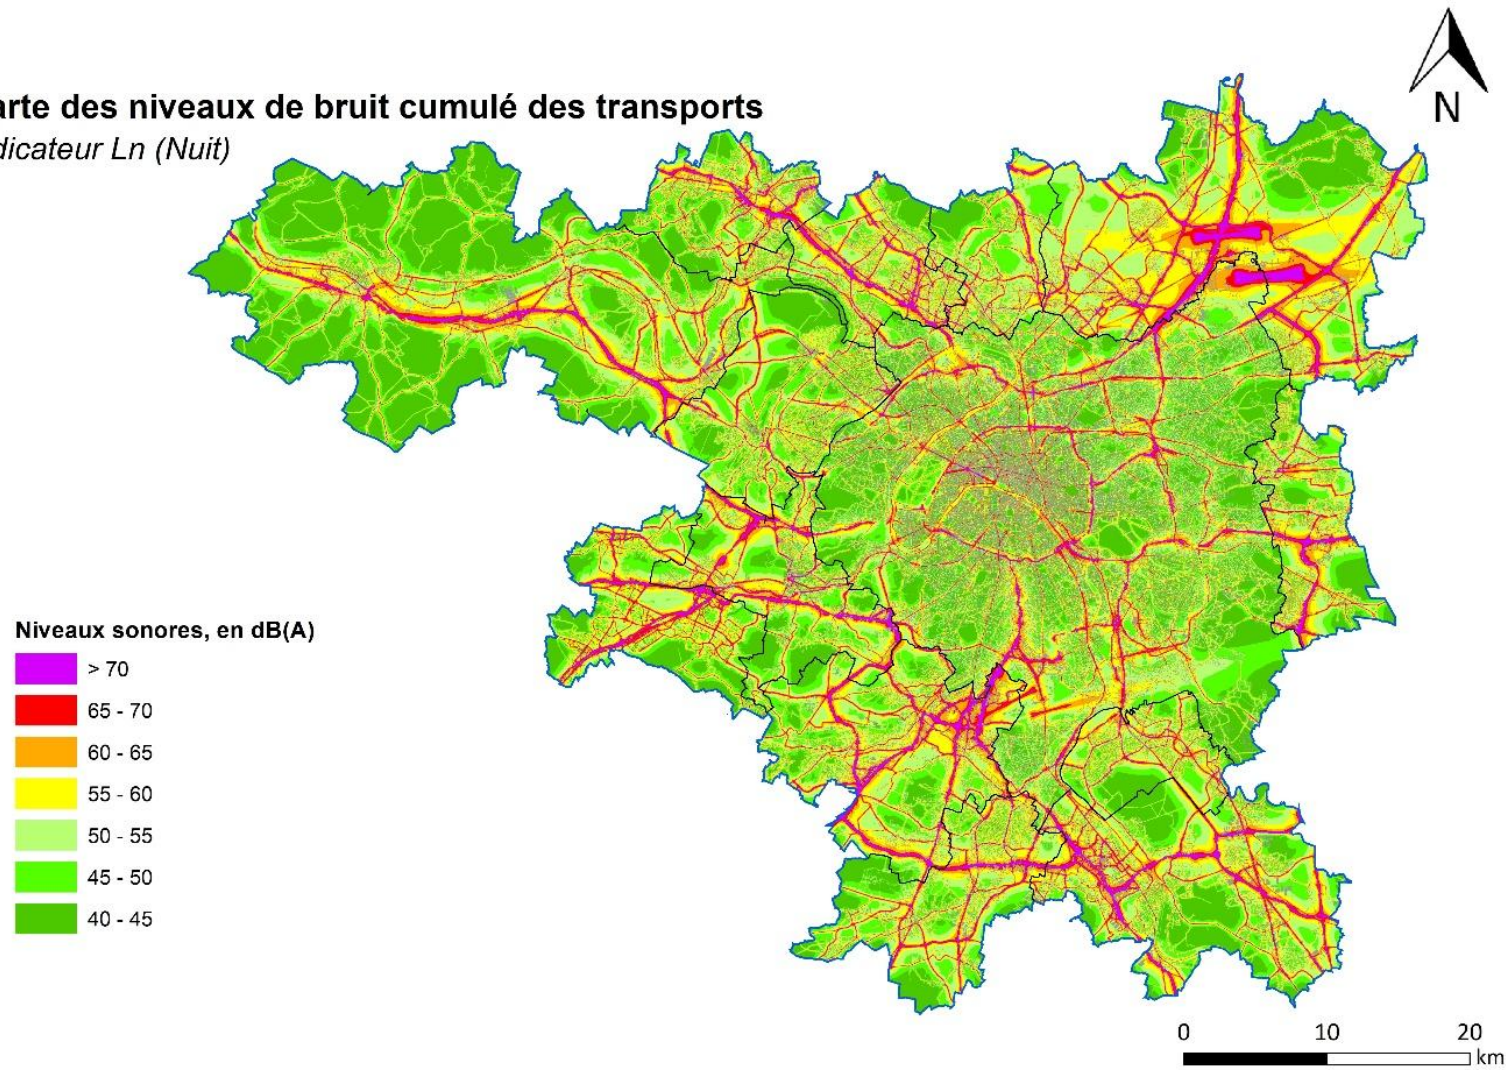 arte des niveaux de bruit cumulé des transports
dicateur Ln (Nuit)
N
Niveaux sonores, en dB(A)
> 70
65 - 70
60 - 65
55 - 60
50 - 55
45 - 50
40 - 45
0 10 20
km